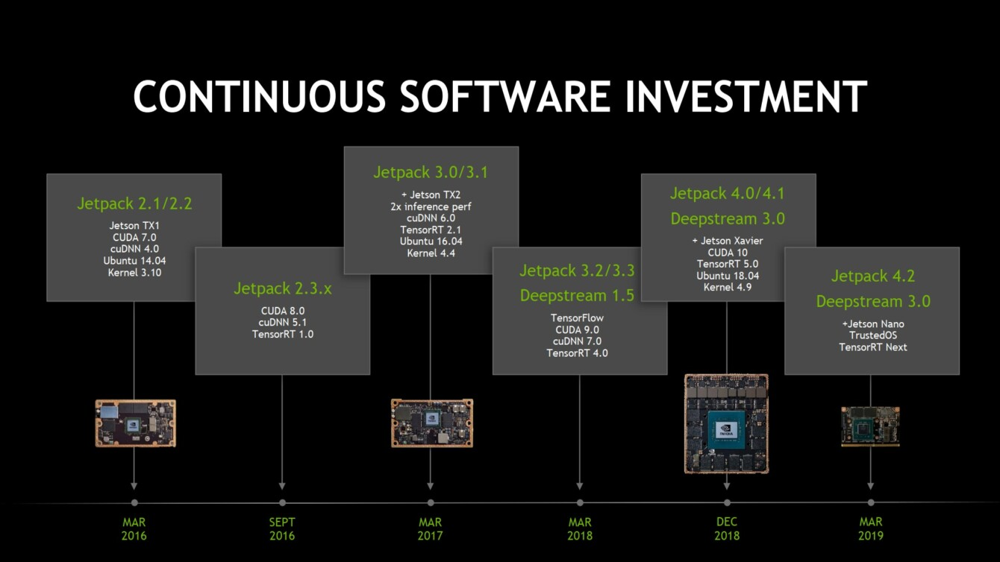 CONTINUOUS SOFTWARE INVESTMENT
Jetpack 2.1/2.2
Jetson TX1
CUDA 7.0
cuDNN 4.0
Ubuntu 14.04
Kernel 3.10
Jetpack 2.3.x
CUDA 8.0
cuDNN 5.1
TensorRT 1.0
Jetpack 3.0/3.1
+ Jetson TX2
2x inference perf
cuDNN 6.0
TensorRT 2.1
Ubuntu 16.04
Kernel 4.4
Jetpack 3.2/3.3
Deepstream 1.5
TensorFlow
CUDA 9.0
cuDNN 7.0
TensorRT 4.0
Jetpack 4.0/4.1
Deepstream 3.0
+ Jetson Xavier
CUDA 10
TensorRT 5.0
Ubuntu 18.04
Kernel 4.9
Jetpack 4.2
Deepstream 3.0
+Jetson Nano
TrustedOS
TensorRT Next
NVIDIA
MAR
2016
SEPT
2016
MAR
2017
MAR
2018
DEC
2018
MAR
2019